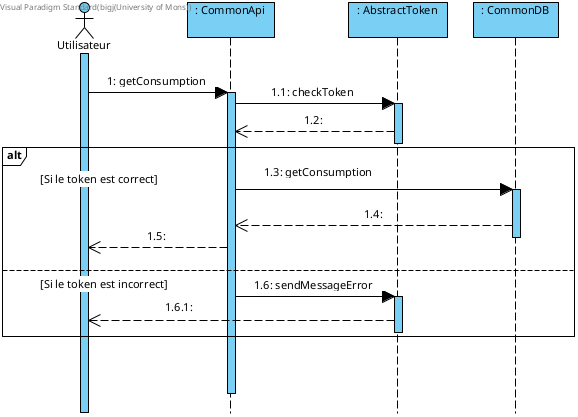 Visual Paradigm Standard(bigj(University of Mons))
: CommonApi
: AbstractToken
: CommonDB
Utilisateur
1: getConsumption
1.1: checkToken
1.2:
alt
[Si le token est correct]
1.3: getConsumption
1.4:
1.5:
[Si le token est incorrect]
1.6: sendMessageError
1.6.1: